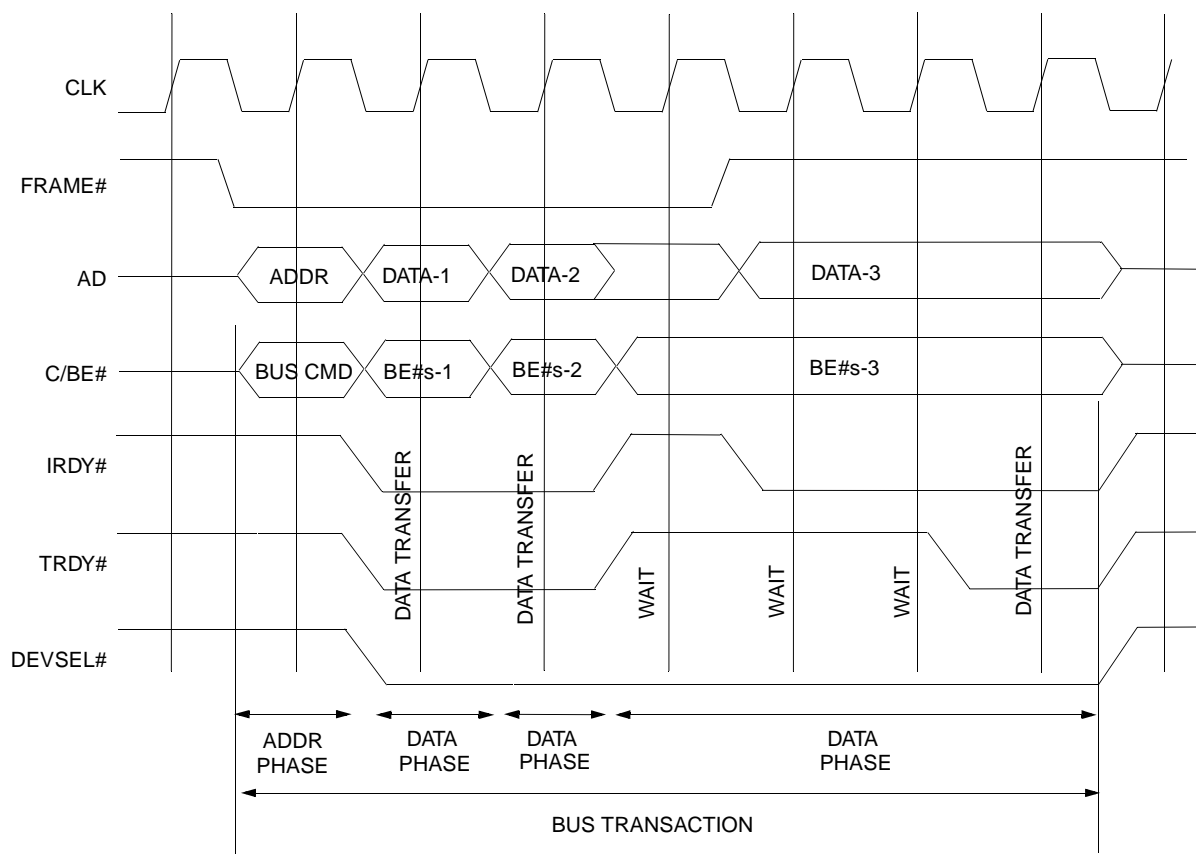 CLK
FRAME#
AD
ADDR
DATA-1
DATA-2
DATA-3
C/BE#
BUS CMD
BE#s-1
BE#s-2
BE#s-3
IRDY#
TRDY#
DEVSEL#
DATA TRANSFER
DATA TRANSFER
WAIT
WAIT
WAIT
DATA TRANSFER
ADDR
PHASE
DATA
PHASE
DATA
PHASE
DATA
PHASE
BUS TRANSACTION